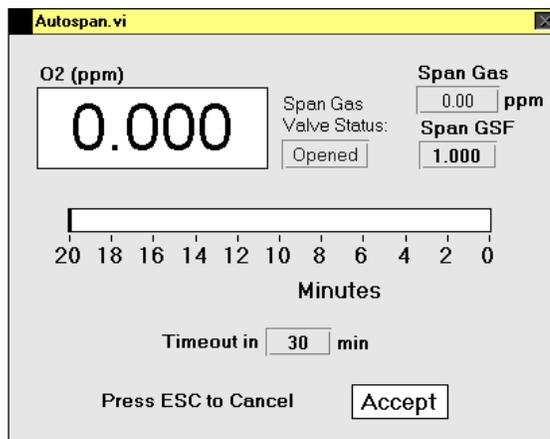 Autospan.vi
O2 (ppm)
0.000
Span Gas
Valve Status:
Opened
Span Gas
0.00 ppm
Span GSF
1.000
20 18 16 14 12 10 8 6 4 2 0
Minutes
Timeout in 30 min
Press ESC to Cancel Accept